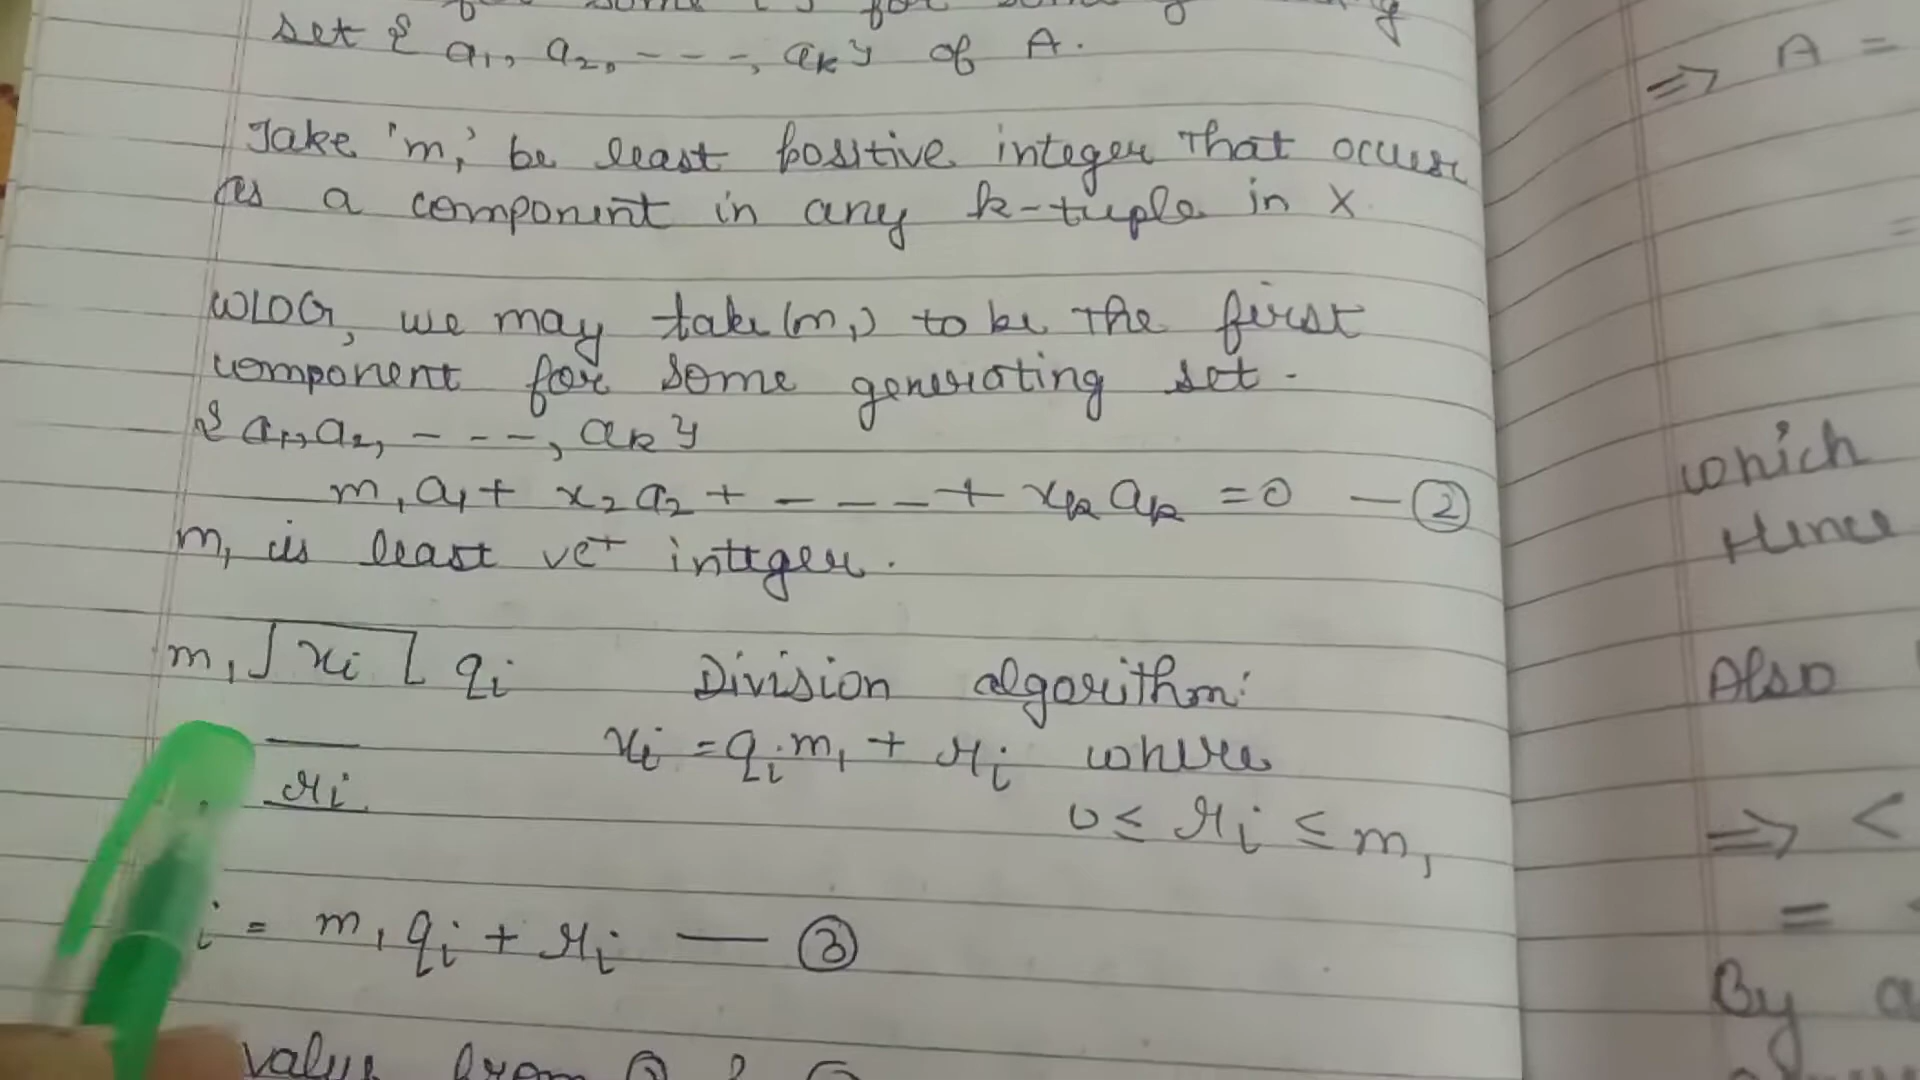 set { a₁, a₂, - - -, aₖ} of A.
Take 'm₁' be least positive integer that occurs
as a component in any k-tuple in X
WLOG, we may take (m₁) to be the first
component for some generating set -
{ a₁, a₂, - - -, aₖ }
m₁a₁ + x₂a₂ + - - - + xₖaₖ = 0 — ②
m₁ is least ve⁺ integer.
m₁ ⟌ xᵢ [ qᵢ Division algorithm:
xᵢ = qᵢ.m₁ + rᵢ where
rᵢ
0 ≤ rᵢ ≤ m₁
i = m₁qᵢ + rᵢ — ③
value from
⇒ A =
=
which
Hence
Also
⇒ <
=
By